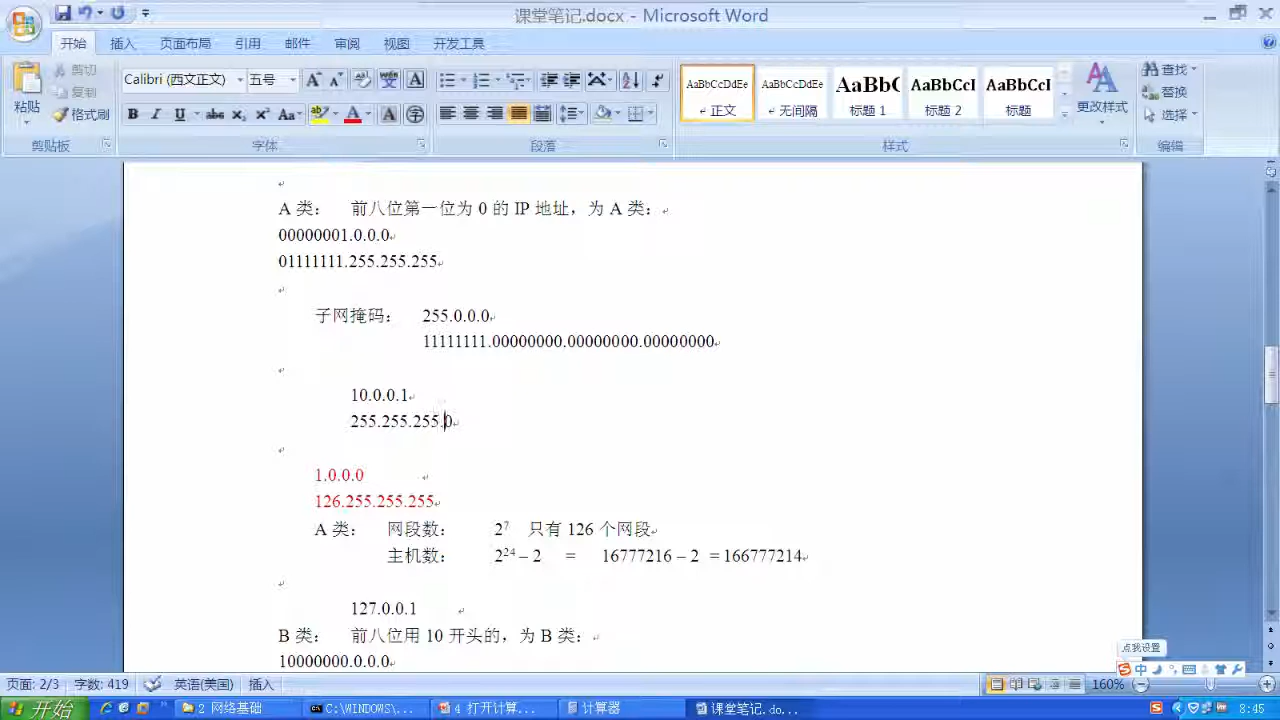 课堂笔记.docx - Microsoft Word
开始 插入 页面布局 引用 邮件 审阅 视图 开发工具
剪切
复制
粘贴 格式刷
Calibri (西文正文) 五号
AaBbCcDdEe AaBbCcDdEe AaBbC AaBbCcI AaBbCcI
正文 无间隔 标题 1 标题 2 标题
更改样式
查找
替换
选择
剪贴板 字体 段落 样式 编辑
A 类： 前八位第一位为 0 的 IP 地址，为 A 类：
00000001.0.0.0
01111111.255.255.255
子网掩码： 255.0.0.0
11111111.00000000.00000000.00000000
10.0.0.1
255.255.255.0
1.0.0.0
126.255.255.255
A 类： 网段数： 2⁷ 只有 126 个网段
主机数： 2²⁴ – 2 = 16777216 – 2 = 166777214
127.0.0.1
B 类： 前八位用 10 开头的，为 B 类：
10000000.0.0.0
点我设置
中
页面: 2/3 字数: 419 英语(美国) 插入 160%
开始 2 网络基础 C:\WINDOWS\... 4 打开计算... 计算器 课堂笔记.do... 8:45